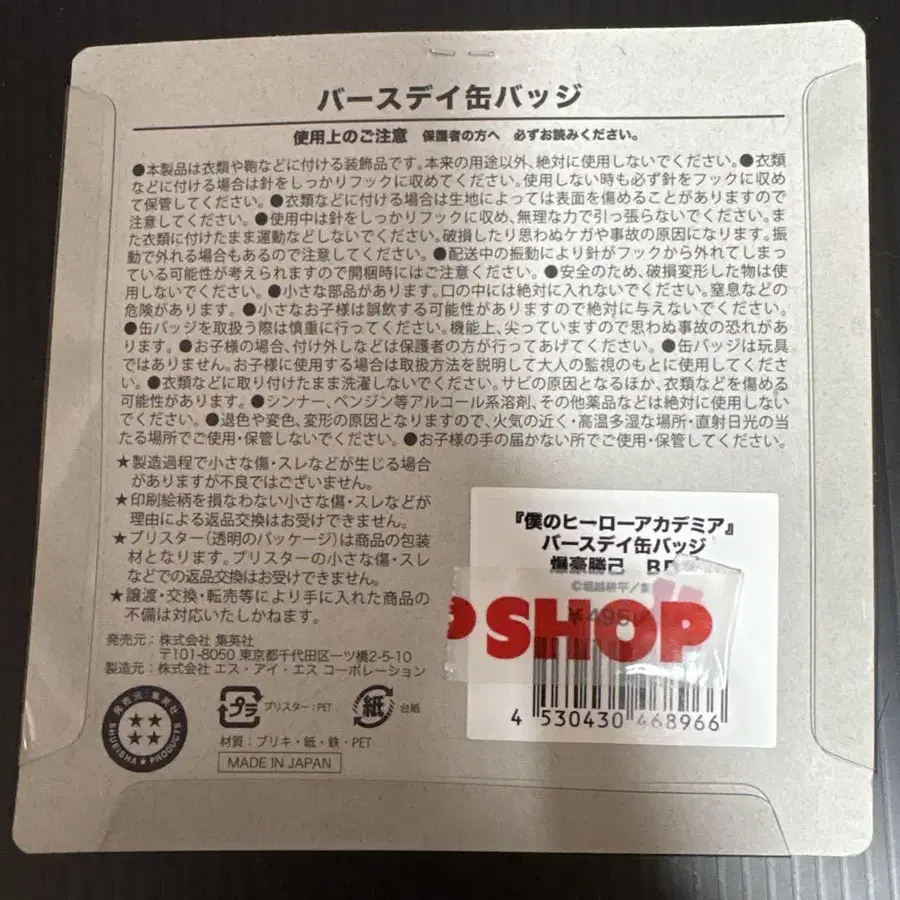 バースデイ缶バッジ
使用上のご注意 保護者の方へ 必ずお読みください。
●本製品は衣類や鞄などに付ける装飾品です。本来の用途以外、絶対に使用しないでください。●衣類
などに付ける場合は針をしっかりフックに収めてください。使用しない時も必ず針をフックに収め
て保管してください。●衣類などに付ける場合は生地によっては表面を傷めることがありますので
注意してください。●使用中は針をしっかりフックに収め、無理な力で引っ張らないでください。ま
た衣類に付けたまま運動などしないでください。破損したり思わぬケガや事故の原因になります。振
動で外れる場合もあるので注意してください。●配送中の振動により針がフックから外れてしまっ
ている可能性が考えられますので開梱時にはご注意ください。●安全のため、破損変形した物は使
用しないでください。●小さな部品があります。口の中には絶対に入れないでください。窒息などの
危険があります。●小さなお子様は誤飲する可能性がありますので絶対に与えないでください。
●缶バッジを取扱う際は慎重に行ってください。機能上、尖っていますので思わぬ事故の恐れがあり
ます。●お子様の場合、付け外しなどは保護者の方が行ってあげてください。●缶バッジは玩具
ではありません。お子様に使用する場合は取扱方法を説明して大人の監視のもとに使用してくださ
い。●衣類などに取り付けたまま洗濯しないでください。サビの原因となるほか、衣類などを傷める
可能性があります。●シンナー、ベンジン等アルコール系溶剤、その他薬品などは絶対に使用しない
でください。●退色や変色、変形の原因となりますので、火気の近く・高温多湿な場所・直射日光の当
たる場所でご使用・保管しないでください。●お子様の手の届かない所でご使用・保管してください。
★製造過程で小さな傷・スレなどが生じる場合
がありますが不良ではございません。
★印刷絵柄を損なわない小さな傷・スレなどが
理由による返品交換はお受けできません。
★ブリスター(透明のパッケージ)は商品の包装
材となります。ブリスターの小さな傷・スレ
などでの返品交換はお受けできません。
★譲渡・交換・転売等により手に入れた商品の
不備は対応いたしかねます。
発売元:株式会社 集英社
〒101-8050 東京都千代田区一ツ橋2-5-10
製造元:株式会社 エス・アイ・エス コーポレーション
発売元:集英社
SHUEISHA★PRODUCTS
プラ
ブリスター:PET
紙
台紙
材質:ブリキ・紙・鉄・PET
MADE IN JAPAN
『僕のヒーローアカデミア』
バースデイ缶バッジ
爆豪勝己
©堀越耕平/集
¥495
P SHOP
4 530430 468966